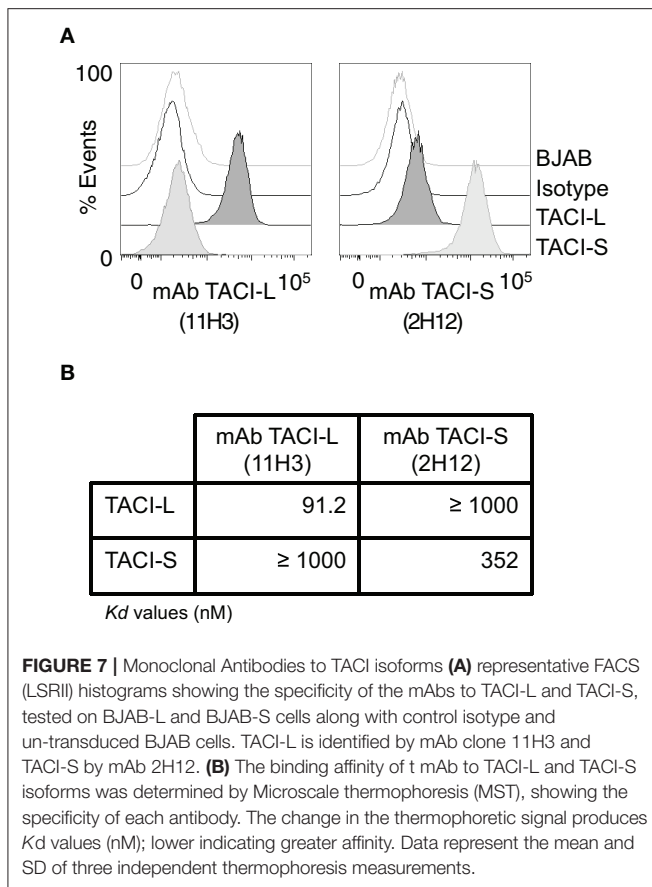 A
100
% Events
0
BJAB
Isotype
TACI-L
TACI-S
0 10⁵
mAb TACI-L
(11H3)
0 10⁵
mAb TACI-S
(2H12)
B
mAb TACI-L (11H3) mAb TACI-S (2H12)
TACI-L 91.2 ≥ 1000
TACI-S ≥ 1000 352
Kd values (nM)
FIGURE 7 | Monoclonal Antibodies to TACI isoforms (A) representative FACS
(LSRII) histograms showing the specificity of the mAbs to TACI-L and TACI-S,
tested on BJAB-L and BJAB-S cells along with control isotype and
un-transduced BJAB cells. TACI-L is identified by mAb clone 11H3 and
TACI-S by mAb 2H12. (B) The binding affinity of t mAb to TACI-L and TACI-S
isoforms was determined by Microscale thermophoresis (MST), showing the
specificity of each antibody. The change in the thermophoretic signal produces
Kd values (nM); lower indicating greater affinity. Data represent the mean and
SD of three independent thermophoresis measurements.